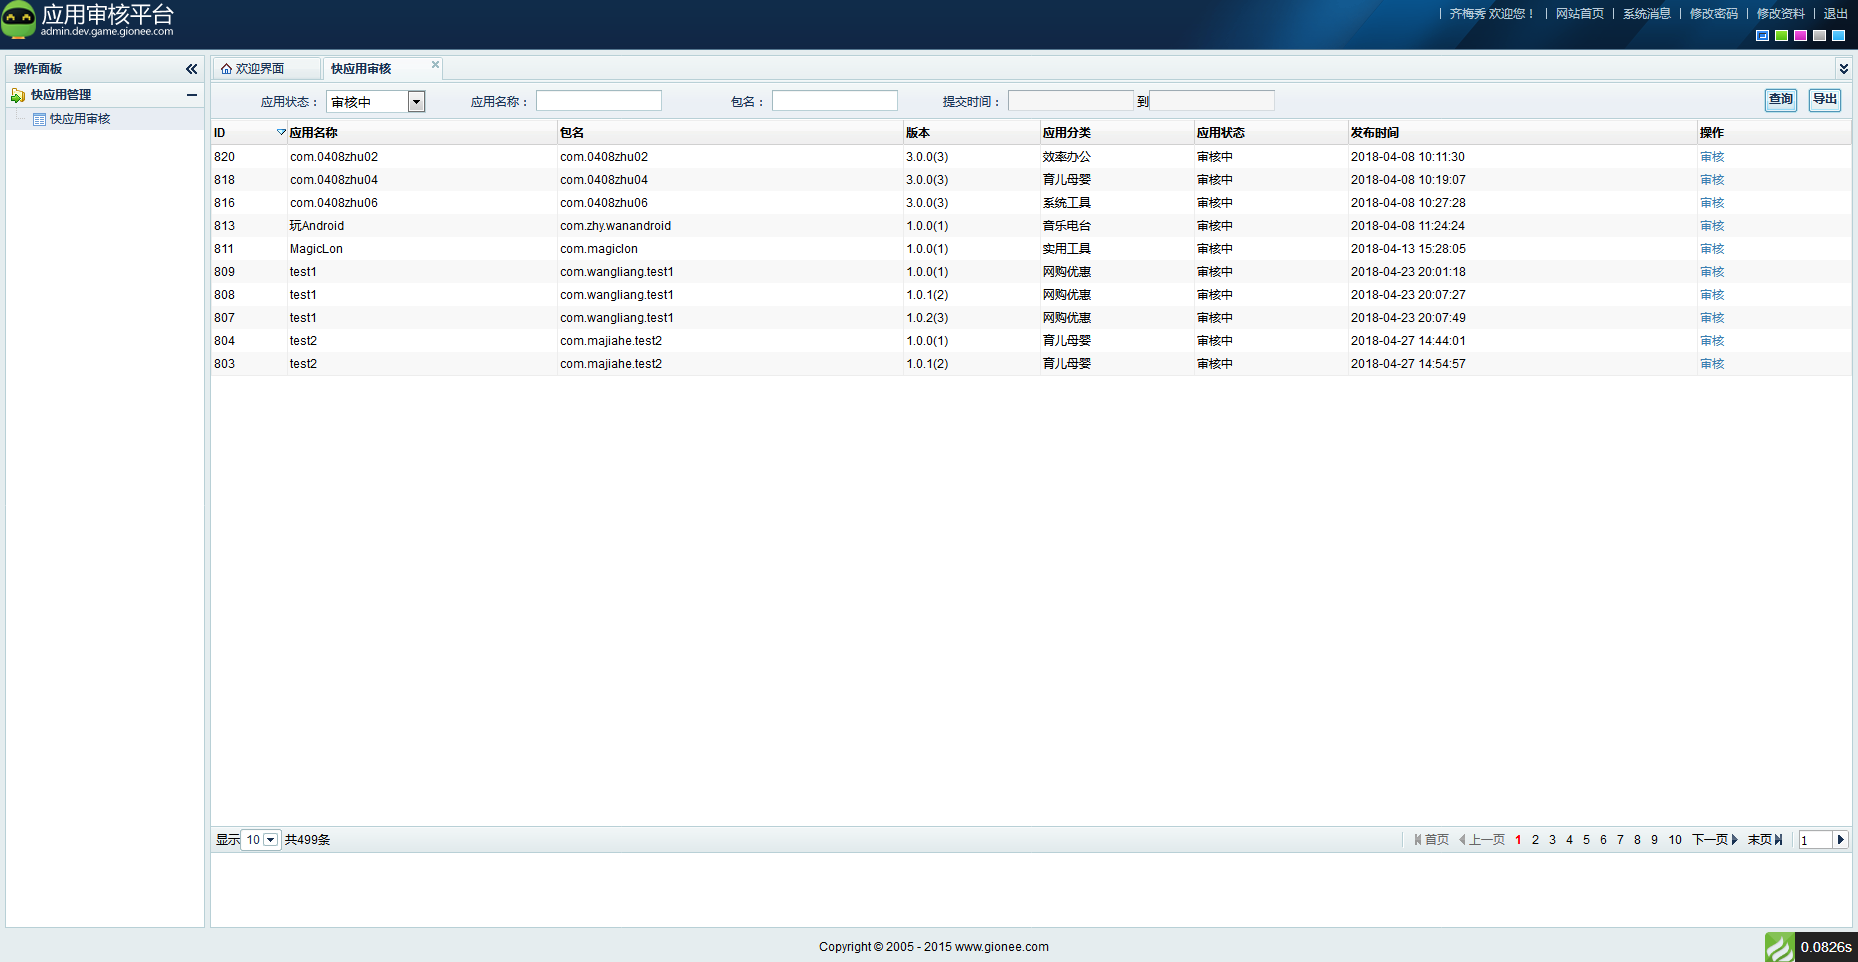 应用审核平台
admin.dev.game.gionee.com
| 齐梅秀 欢迎您！ | 网站首页 | 系统消息 | 修改密码 | 修改资料 | 退出
操作面板
快应用管理
快应用审核
欢迎界面 快应用审核
应用状态： 审核中 应用名称： 包名： 提交时间： 到 查询 导出
ID 应用名称 包名 版本 应用分类 应用状态 发布时间 操作
820 com.0408zhu02 com.0408zhu02 3.0.0(3) 效率办公 审核中 2018-04-08 10:11:30 审核
818 com.0408zhu04 com.0408zhu04 3.0.0(3) 育儿母婴 审核中 2018-04-08 10:19:07 审核
816 com.0408zhu06 com.0408zhu06 3.0.0(3) 系统工具 审核中 2018-04-08 10:27:28 审核
813 玩Android com.zhy.wanandroid 1.0.0(1) 音乐电台 审核中 2018-04-08 11:24:24 审核
811 MagicLon com.magiclon 1.0.0(1) 实用工具 审核中 2018-04-13 15:28:05 审核
809 test1 com.wangliang.test1 1.0.0(1) 网购优惠 审核中 2018-04-23 20:01:18 审核
808 test1 com.wangliang.test1 1.0.1(2) 网购优惠 审核中 2018-04-23 20:07:27 审核
807 test1 com.wangliang.test1 1.0.2(3) 网购优惠 审核中 2018-04-23 20:07:49 审核
804 test2 com.majiahe.test2 1.0.0(1) 育儿母婴 审核中 2018-04-27 14:44:01 审核
803 test2 com.majiahe.test2 1.0.1(2) 育儿母婴 审核中 2018-04-27 14:54:57 审核
显示 10 共499条 首页 上一页 1 2 3 4 5 6 7 8 9 10 下一页 末页 1
Copyright © 2005 - 2015 www.gionee.com
0.0826s